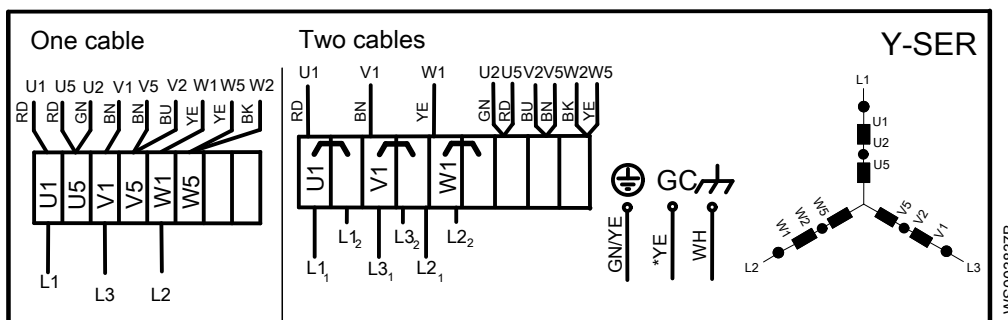 One cable
Two cables
Y-SER
U1 U5 U2 V1 V5 V2 W1 W5 W2
RD RD GN BN BN BU YE YE BK
U1 U5 V1 V5 W1 W5
L1 L3 L2
U1 V1 W1 U2 U5 V2 V5 W2 W5
RD BN YE GN RD BU BN BK YE
U1 V1 W1
L1₂ L3₂ L2₂
L1₁ L3₁ L2₁
GC
GN/YE *YE WH
L1
U1
U2
U5
W1 W2 W5
V5 V2 V1
L2
L3